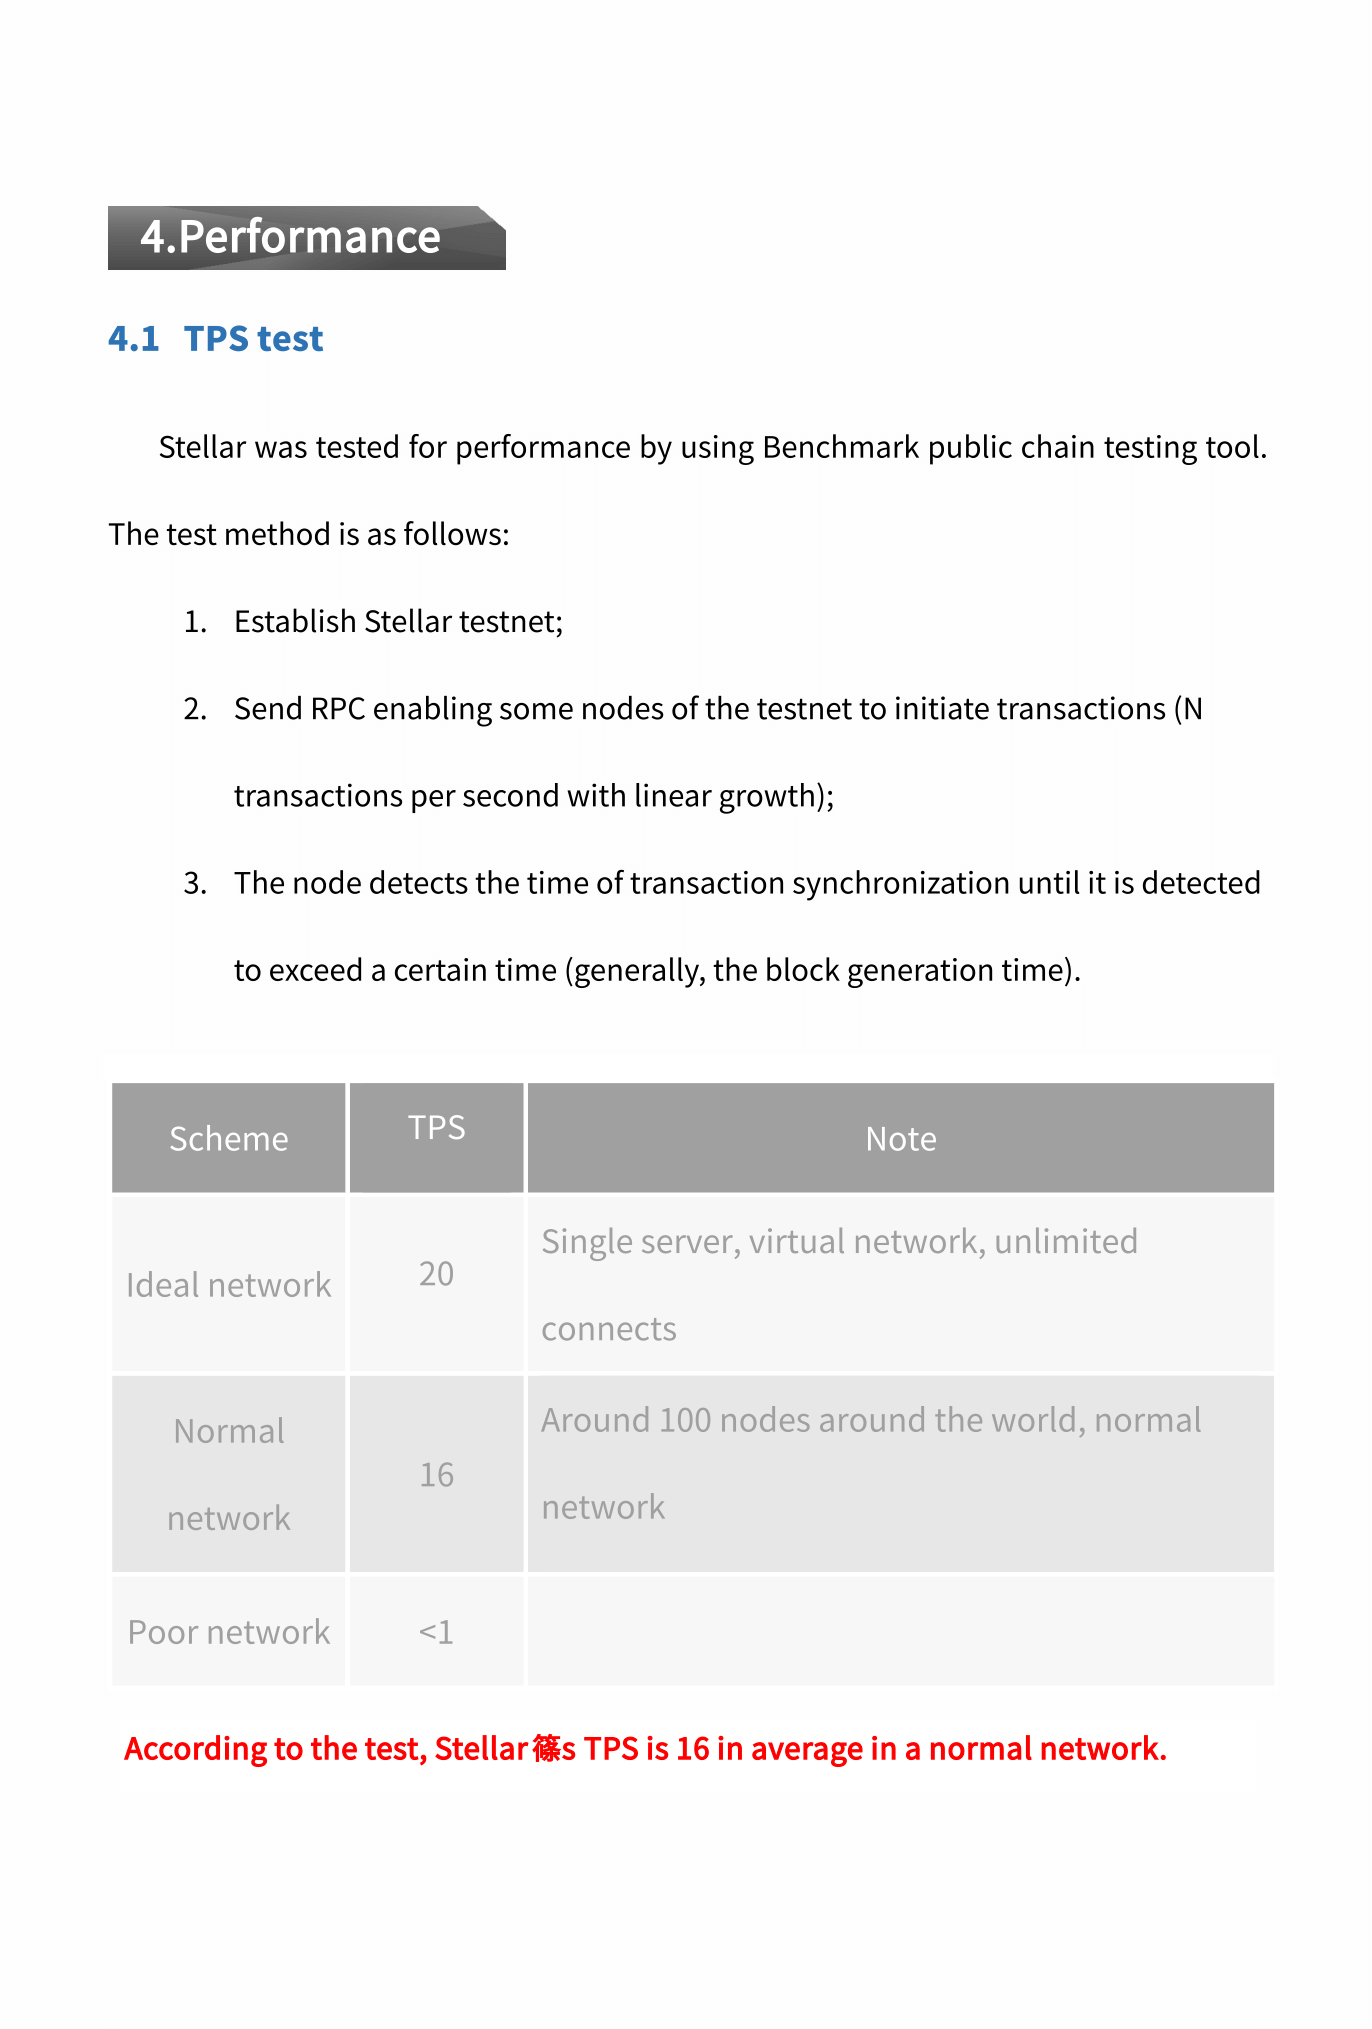 4.Performance
4.1 TPS test
Stellar was tested for performance by using Benchmark public chain testing tool.
The test method is as follows:
1. Establish Stellar testnet;
2. Send RPC enabling some nodes of the testnet to initiate transactions (N
transactions per second with linear growth);
3. The node detects the time of transaction synchronization until it is detected
to exceed a certain time (generally, the block generation time).
Scheme TPS Note
Ideal network 20 Single server, virtual network, unlimited
connects
Normal
network 16 Around 100 nodes around the world, normal
network
Poor network <1
According to the test, Stellar篠s TPS is 16 in average in a normal network.